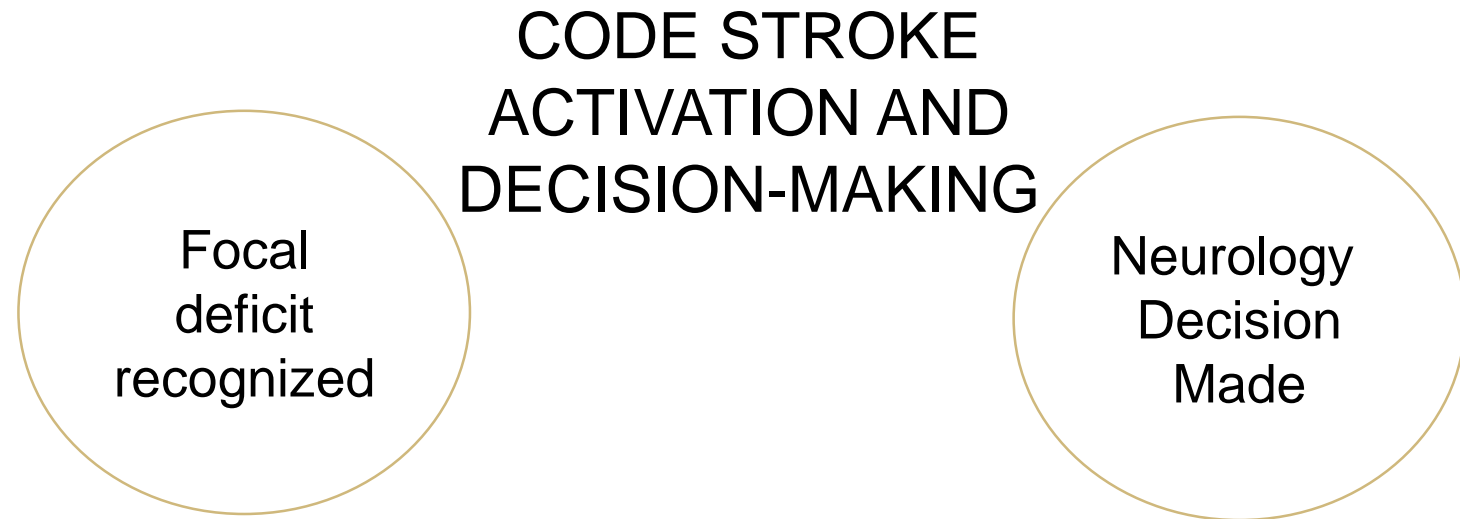 CODE STROKE
ACTIVATION AND
DECISION-MAKING
Focal
deficit
recognized
Neurology
Decision
Made